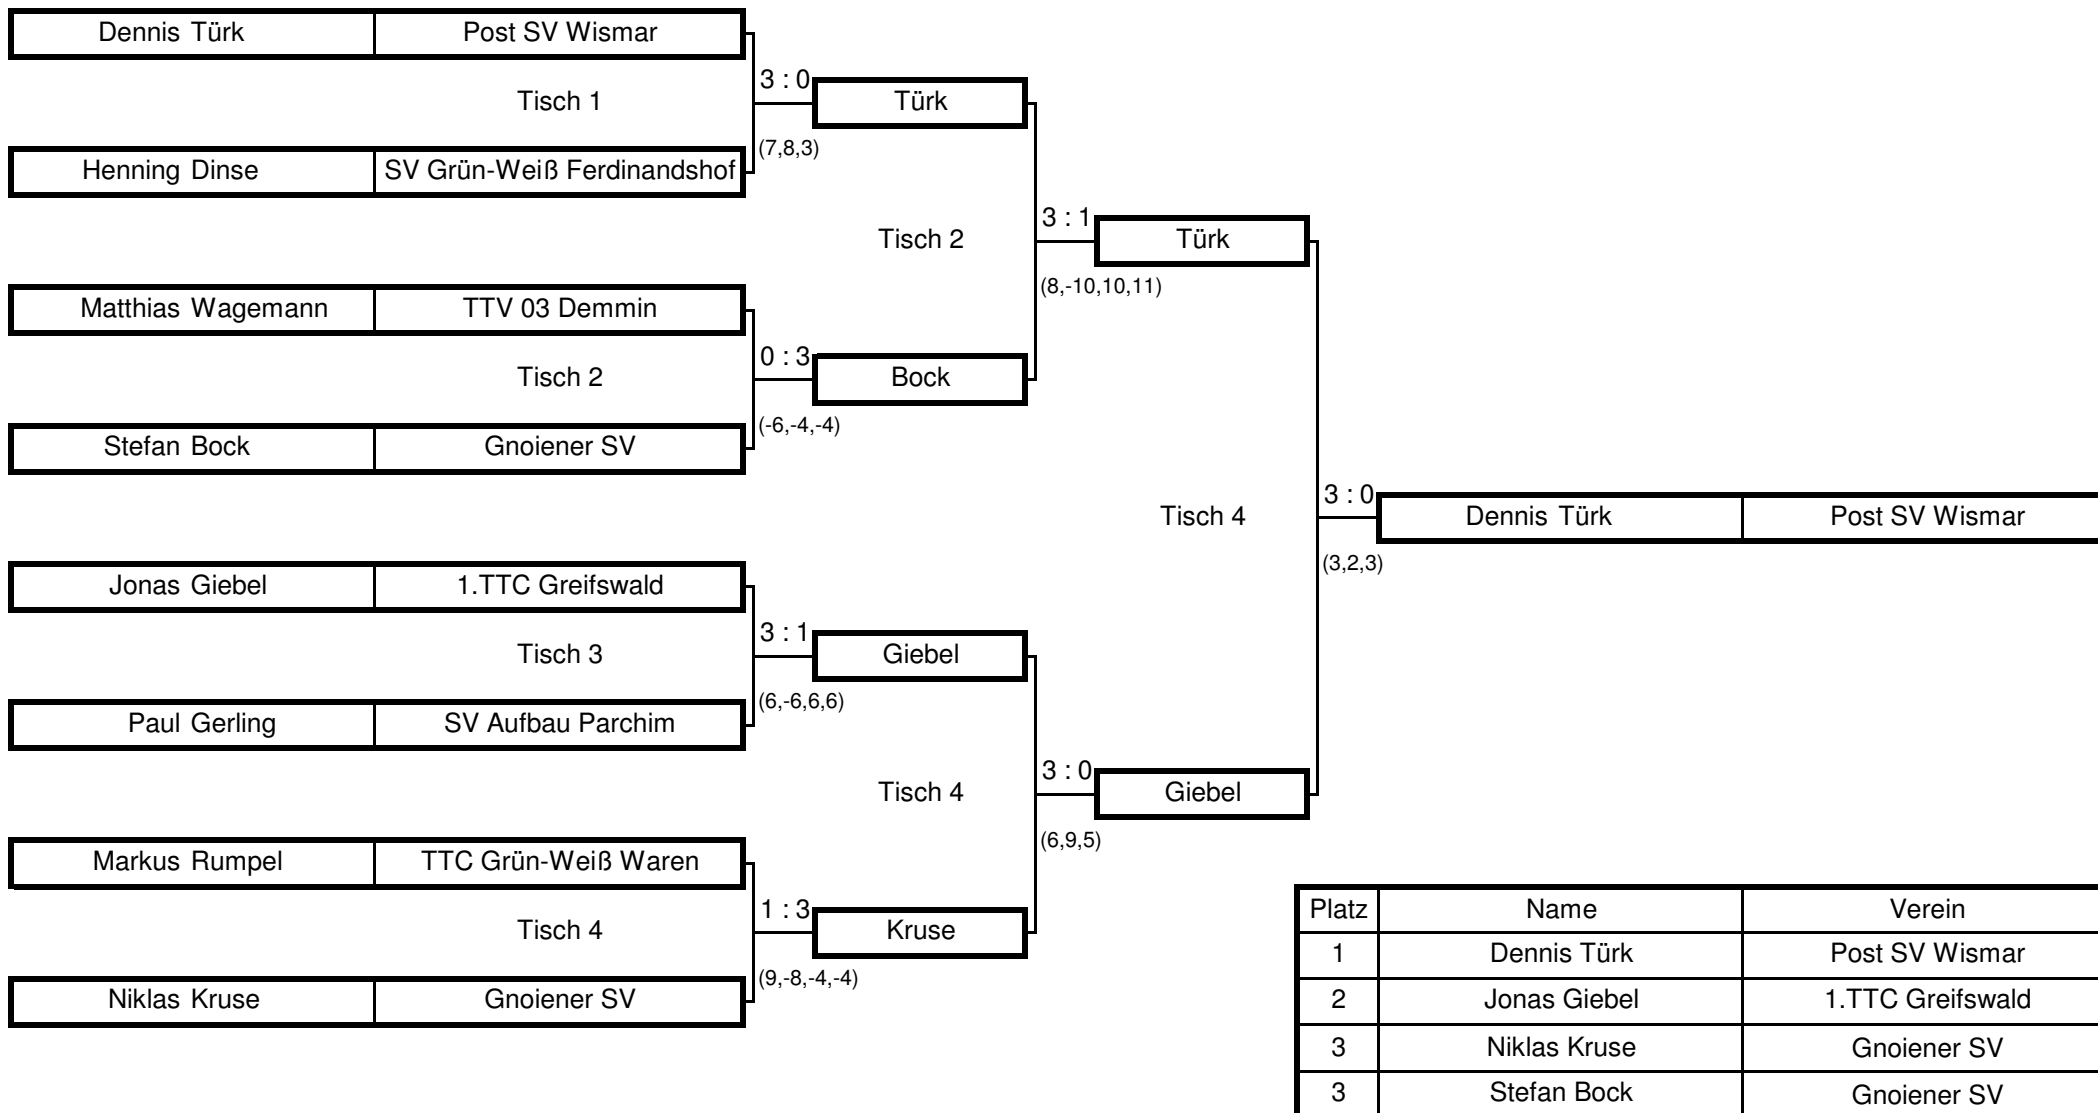 Dennis Türk Post SV Wismar
3 : 0
Tisch 1 Türk
(7,8,3)
Henning Dinse SV Grün-Weiß Ferdinandshof
3 : 1
Tisch 2 Türk
(8,-10,10,11)
Matthias Wagemann TTV 03 Demmin
0 : 3
Tisch 2 Bock
(-6,-4,-4)
Stefan Bock Gnoiener SV
3 : 0
Tisch 4 Dennis Türk Post SV Wismar
(3,2,3)
Jonas Giebel 1.TTC Greifswald
3 : 1
Tisch 3 Giebel
(6,-6,6,6)
Paul Gerling SV Aufbau Parchim
3 : 0
Tisch 4 Giebel
(6,9,5)
Markus Rumpel TTC Grün-Weiß Waren
1 : 3
Tisch 4 Kruse
(9,-8,-4,-4)
Niklas Kruse Gnoiener SV
Platz Name Verein
1 Dennis Türk Post SV Wismar
2 Jonas Giebel 1.TTC Greifswald
3 Niklas Kruse Gnoiener SV
3 Stefan Bock Gnoiener SV